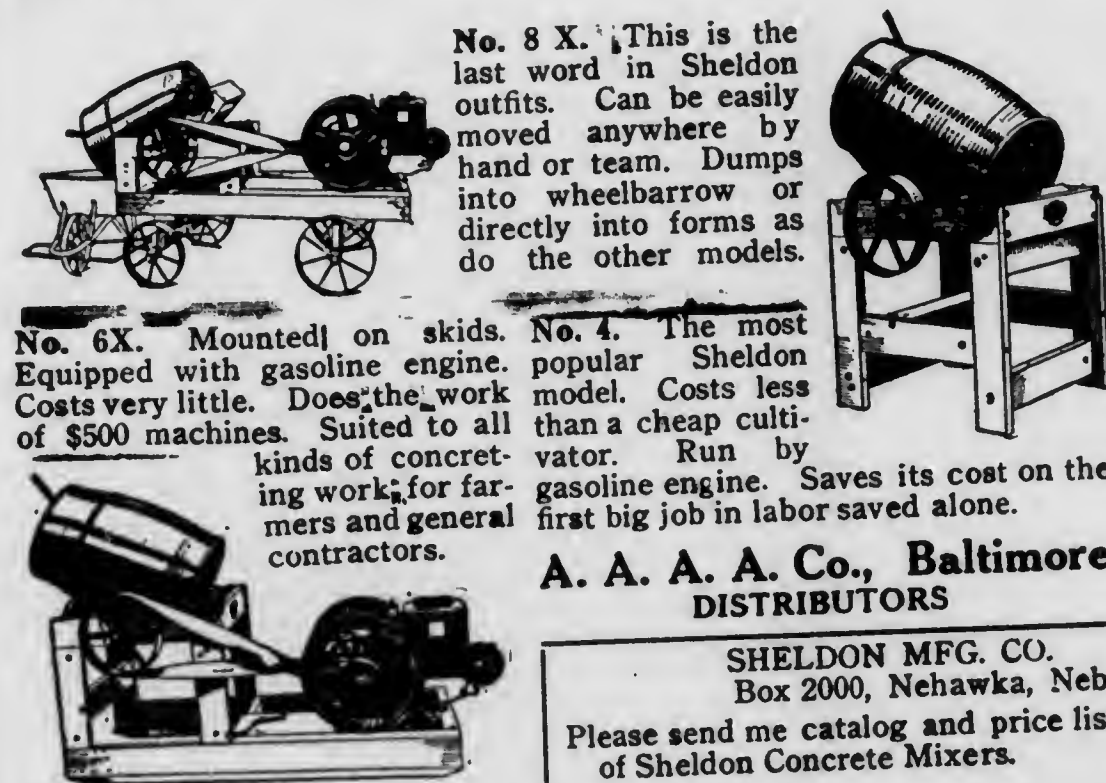 No. 8 X. This is the
last word in Sheldon
outfits. Can be easily
moved anywhere by
hand or team. Dumps
into wheelbarrow or
directly into forms as
do the other models.
No. 6X. Mounted on skids.
Equipped with gasoline engine.
Costs very little. Does the work
of $500 machines. Suited to all
kinds of concret-
ing work for far-
mers and general
contractors.
No. 4. The most
popular Sheldon
model. Costs less
than a cheap culti-
vator. Run by
gasoline engine. Saves its cost on the
first big job in labor saved alone.
A. A. A. A. Co., Baltimore
DISTRIBUTORS
SHELDON MFG. CO.
Box 2000, Nehawka, Neb
Please send me catalog and price lis
of Sheldon Concrete Mixers.